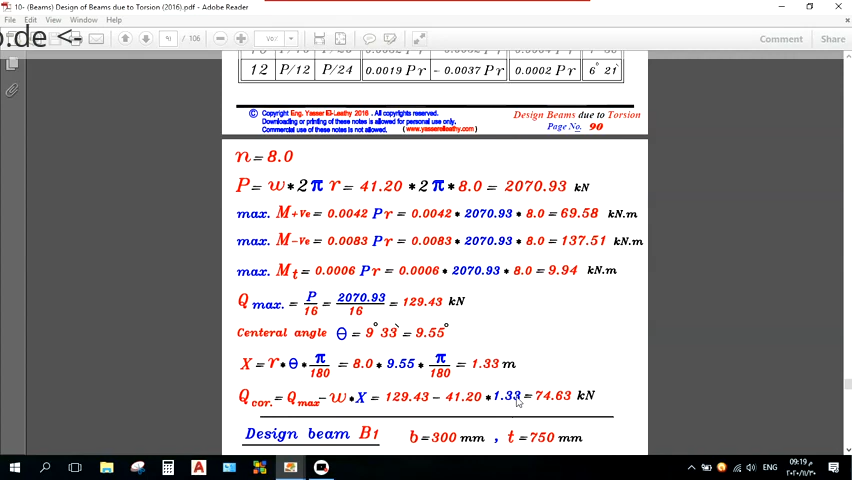 10- (Beams) Design of Beams due to Torsion (2016).pdf - Adobe Reader
File Edit View Window Help
o.de <- / 106 Comment Share
12 P/12 P/24 0.0019 Pr - 0.0037 Pr 0.0002 Pr 6° 21`
© Copyright Eng. Yasser El-Leathy 2016 . All copyrights reserved.
Downloading or printing of these notes is allowed for personal use only.
Commercial use of these notes is not allowed. ( www.yasserelleathy.com )
Design Beams due to Torsion
Page No. 90
n = 8.0
P = w * 2 π r = 41.20 * 2 π * 8.0 = 2070.93 kN
max. M+ve = 0.0042 Pr = 0.0042 * 2070.93 * 8.0 = 69.58 kN.m
max. M-ve = 0.0083 Pr = 0.0083 * 2070.93 * 8.0 = 137.51 kN.m
max. Mt = 0.0006 Pr = 0.0006 * 2070.93 * 8.0 = 9.94 kN.m
Q max. = P/16 = 2070.93/16 = 129.43 kN
Centeral angle θ = 9° 33` = 9.55°
X = r * θ * π/180 = 8.0 * 9.55 * π/180 = 1.33 m
Q cor. = Q max - w * X = 129.43 - 41.20 * 1.33 = 74.63 kN
Design beam B1 b = 300 mm , t = 750 mm
ENG
م 09:19
٢٠٢٠/١١/٣٠